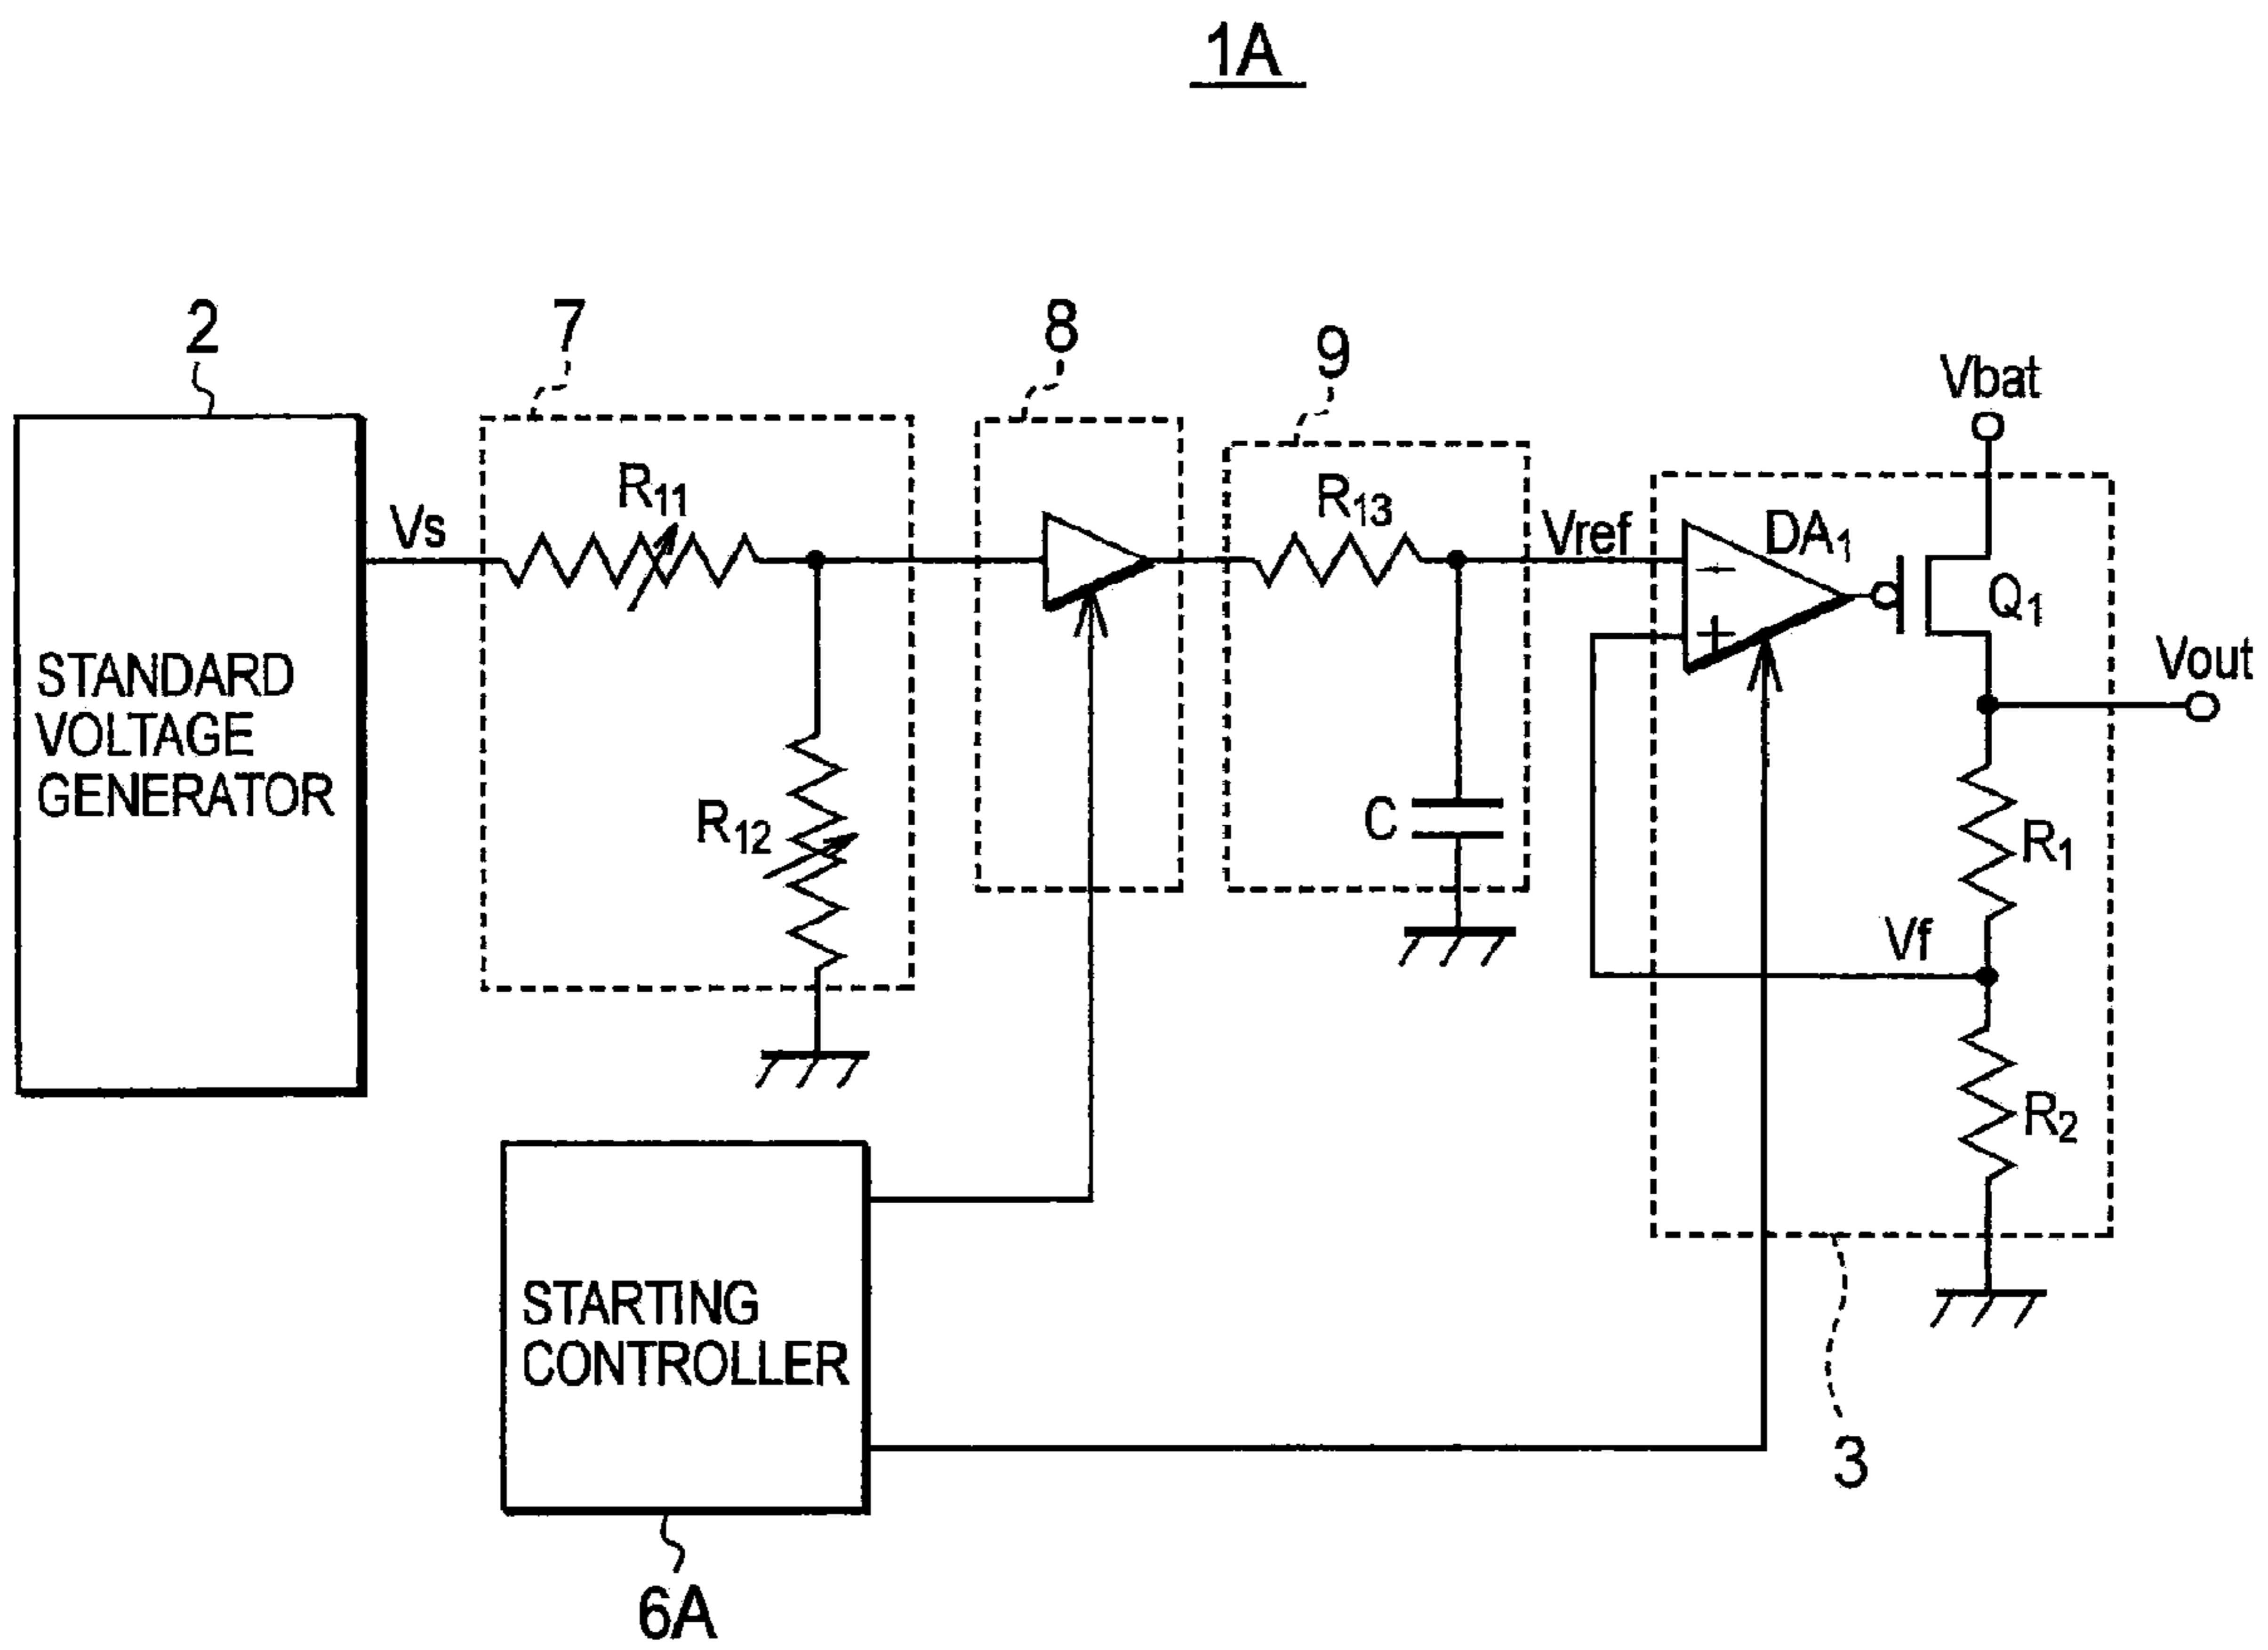 1A
2
7
8
9
Vbat
Vs
R11
R13
Vref
DA1
−
+
Q1
Vout
STANDARD
VOLTAGE
GENERATOR
R12
C
R1
Vf
R2
STARTING
CONTROLLER
3
6A